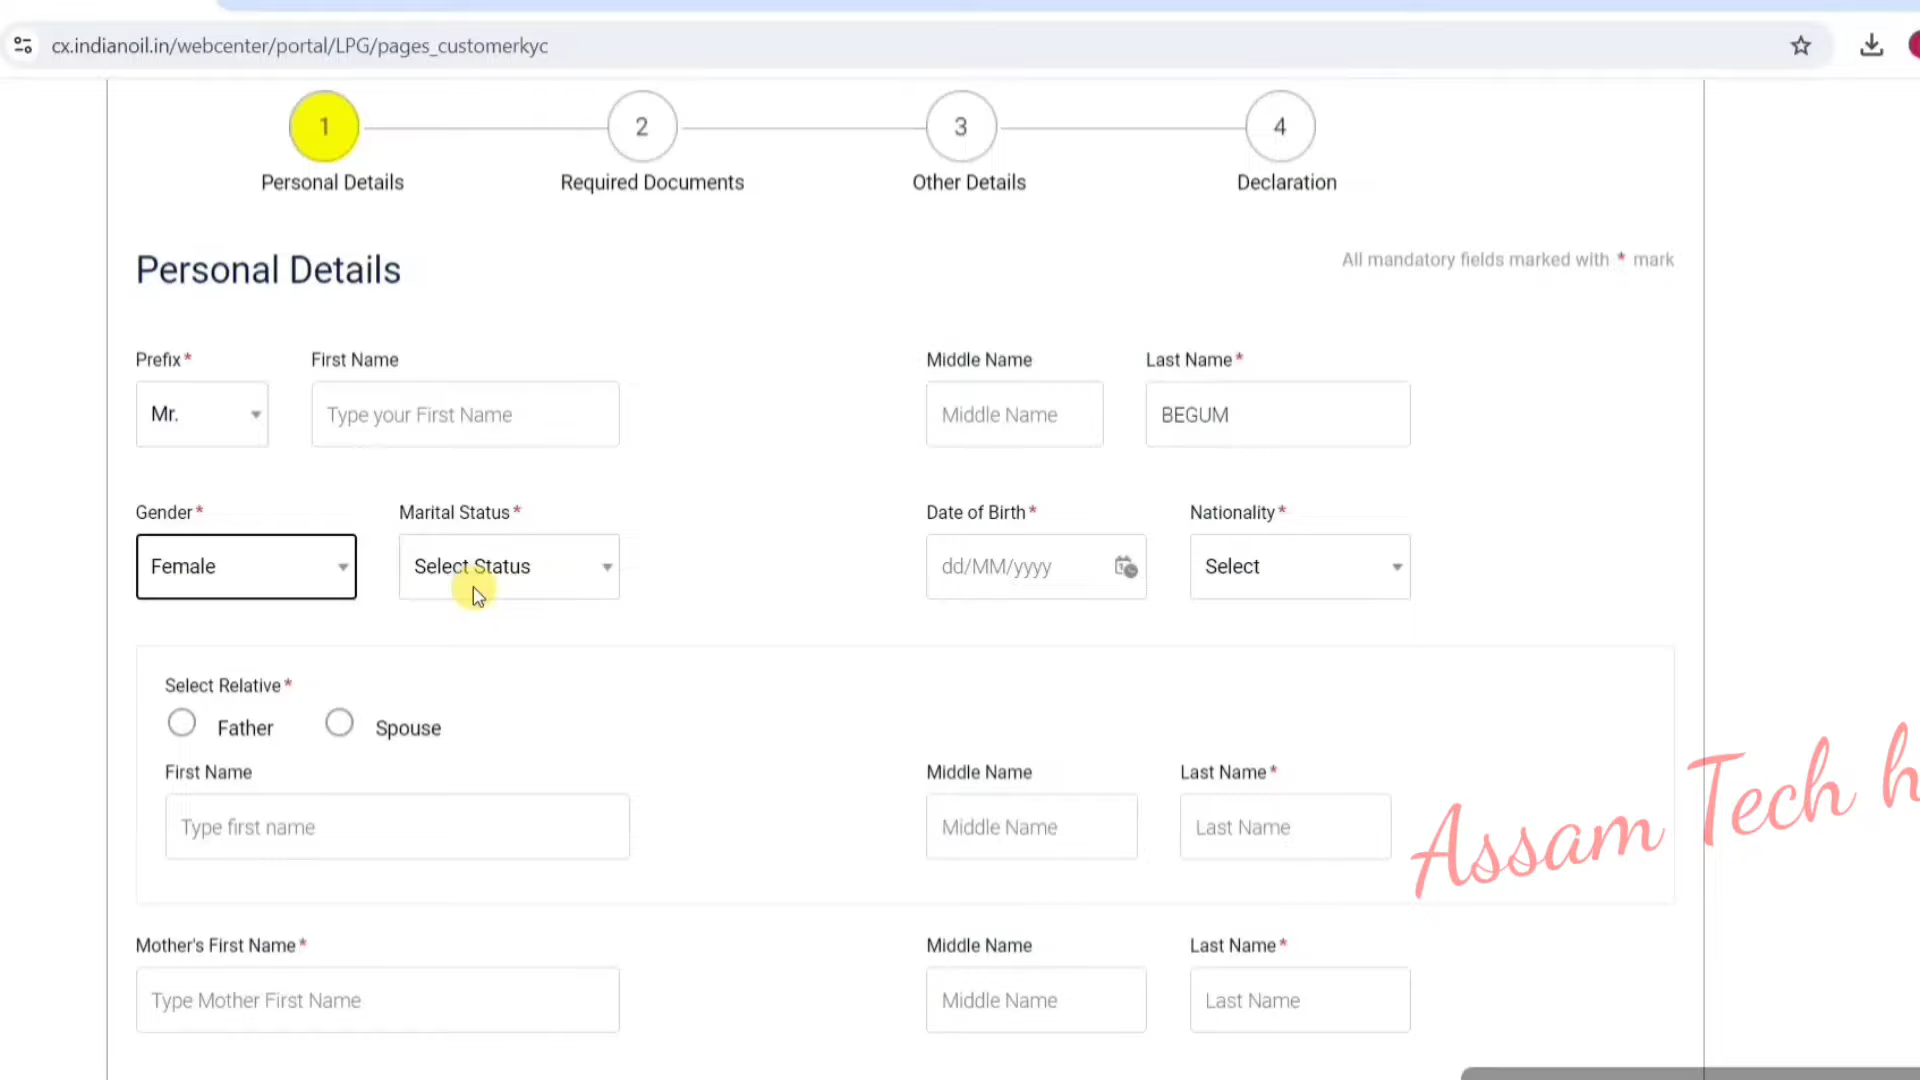 cx.indianoil.in/webcenter/portal/LPG/pages_customerkyc
1 2 3 4
Personal Details Required Documents Other Details Declaration
Personal Details All mandatory fields marked with * mark
Prefix* First Name Middle Name Last Name*
Mr. Type your First Name Middle Name BEGUM
Gender* Marital Status* Date of Birth* Nationality*
Female Select Status dd/MM/yyyy Select
Select Relative*
Father Spouse
First Name Middle Name Last Name*
Type first name Middle Name Last Name
Assam Tech h
Mother's First Name* Middle Name Last Name*
Type Mother First Name Middle Name Last Name